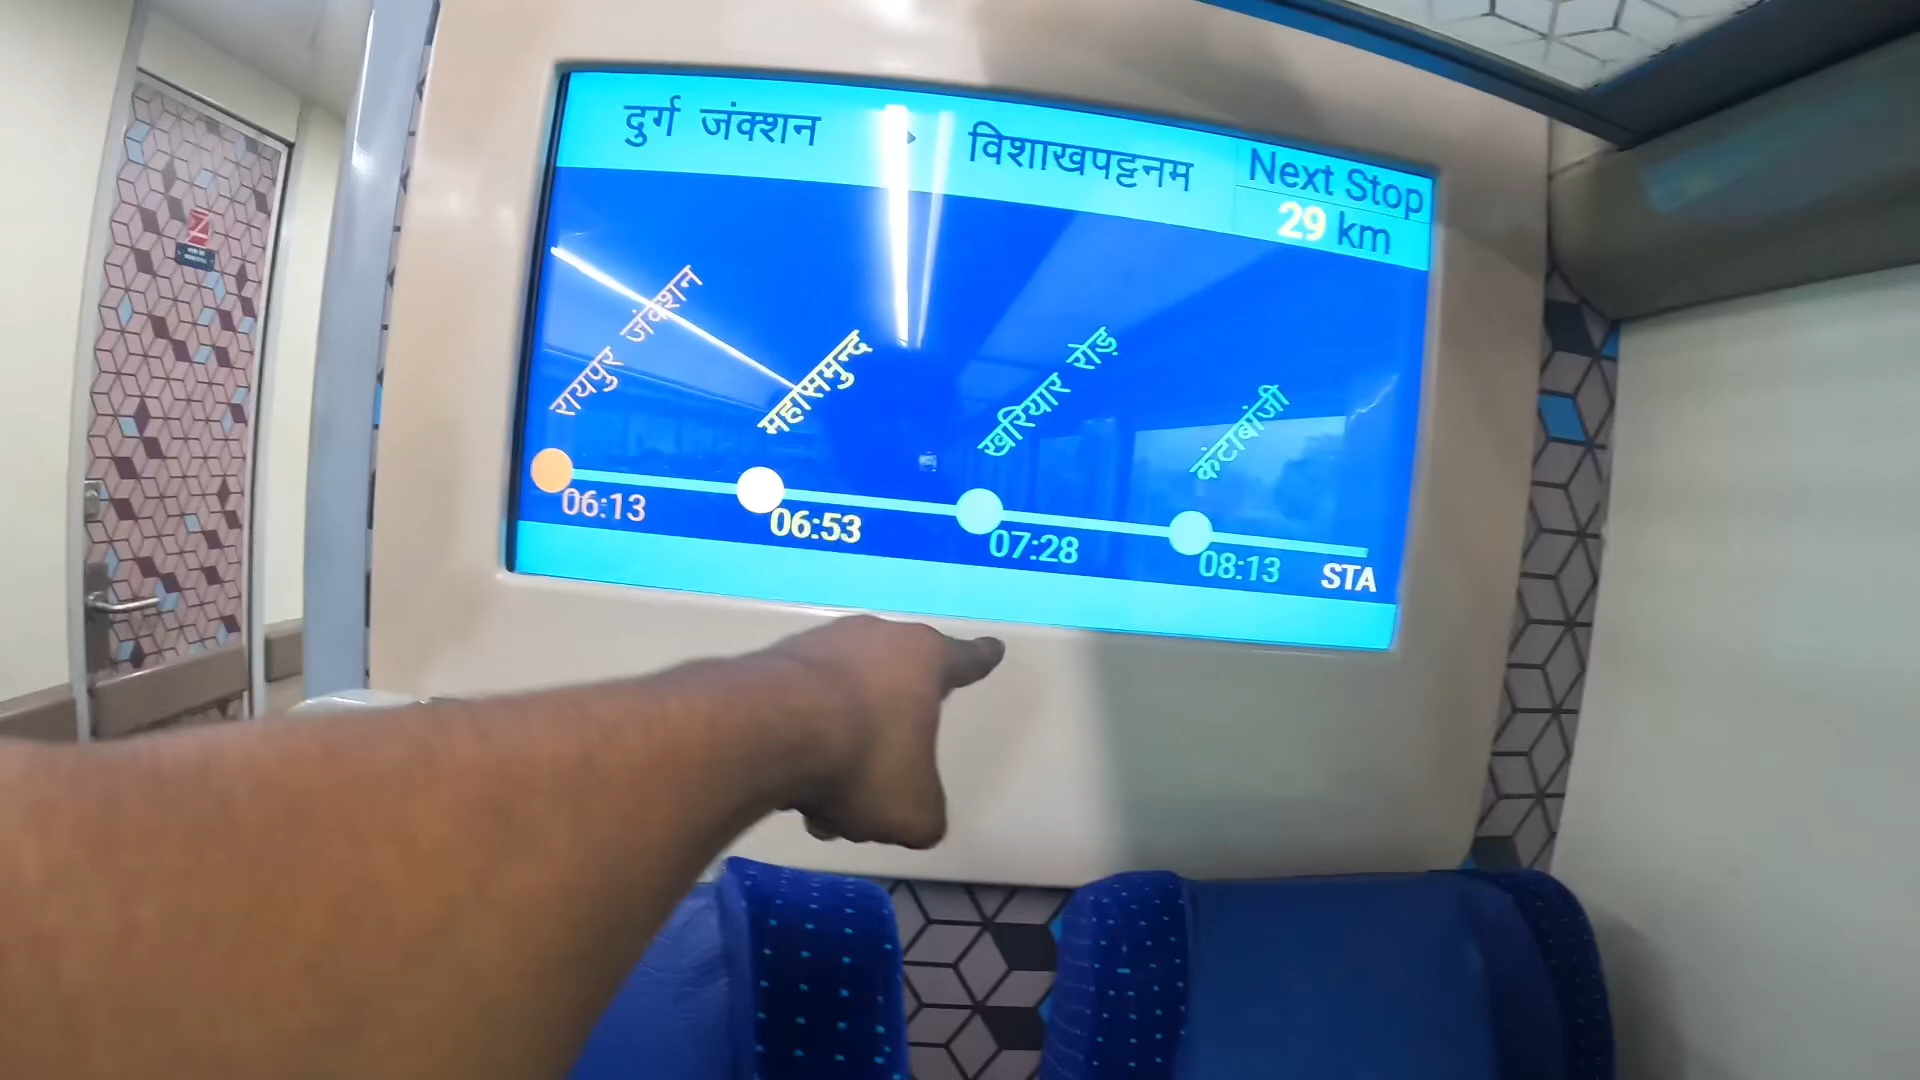 दुर्ग जंक्शन > विशाखपट्टनम
Next Stop
29 km
रायपुर जंक्शन
महासमुन्द
खरियार रोड़
कंटाबांजी
06:13
06:53
07:28
08:13
STA